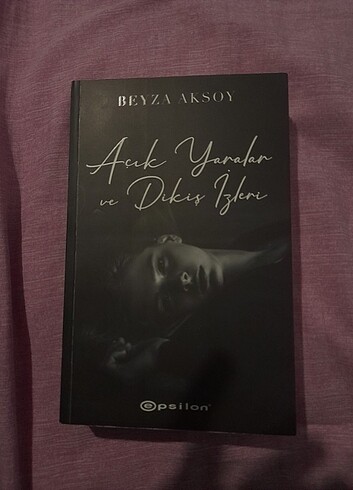 BEYZA AKSOY
Açık Yaralar
ve Dikiş İzleri
epsilon®